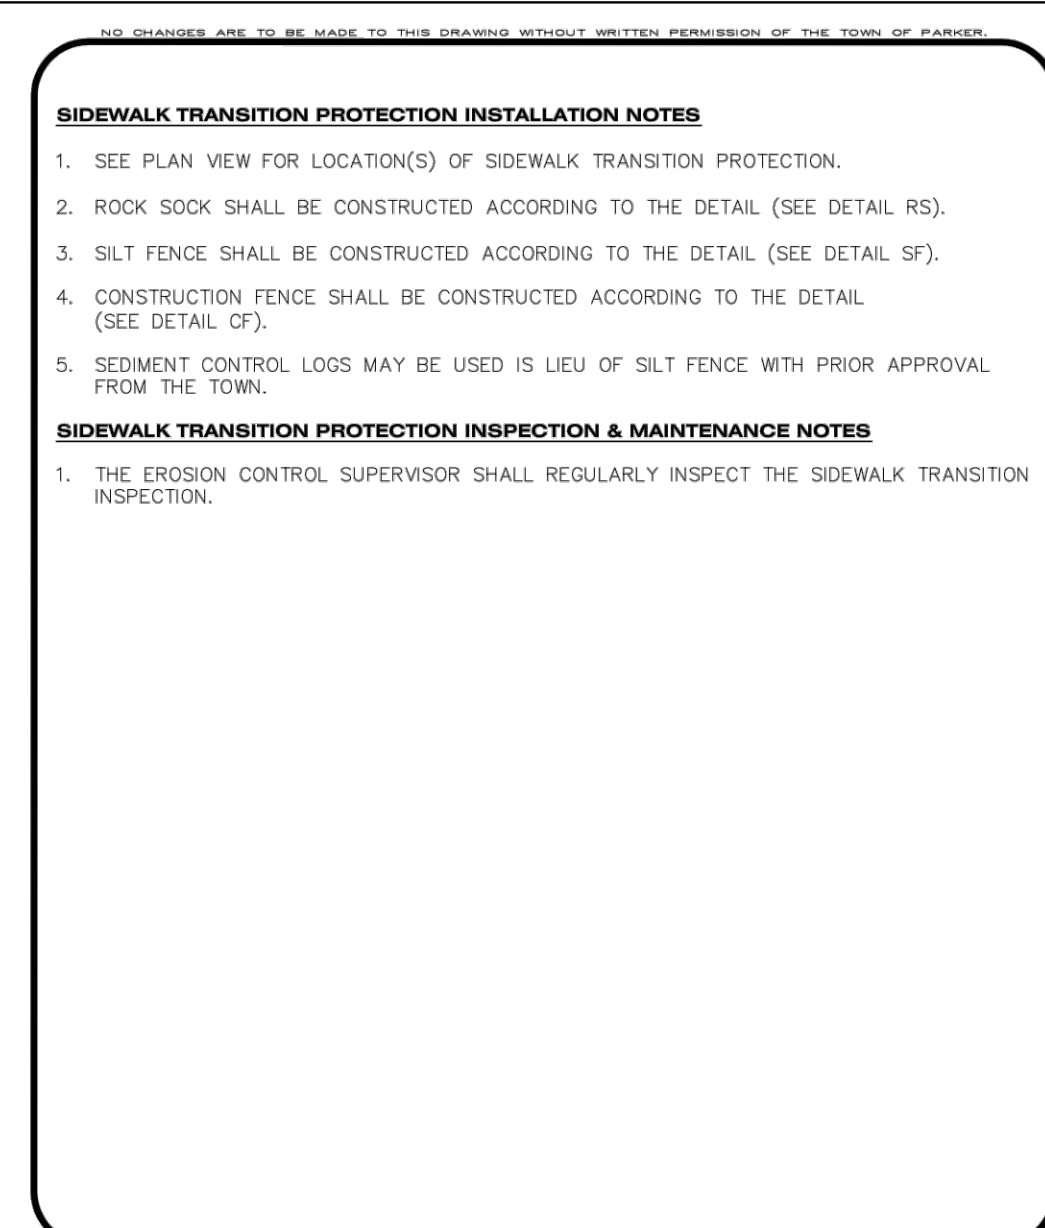 NO CHANGES ARE TO BE MADE TO THIS DRAWING WITHOUT WRITTEN PERMISSION OF THE TOWN OF PARKER.
SIDEWALK TRANSITION PROTECTION INSTALLATION NOTES
1. SEE PLAN VIEW FOR LOCATION(S) OF SIDEWALK TRANSITION PROTECTION.
2. ROCK SOCK SHALL BE CONSTRUCTED ACCORDING TO THE DETAIL (SEE DETAIL RS).
3. SILT FENCE SHALL BE CONSTRUCTED ACCORDING TO THE DETAIL (SEE DETAIL SF).
4. CONSTRUCTION FENCE SHALL BE CONSTRUCTED ACCORDING TO THE DETAIL
(SEE DETAIL CF).
5. SEDIMENT CONTROL LOGS MAY BE USED IS LIEU OF SILT FENCE WITH PRIOR APPROVAL
FROM THE TOWN.
SIDEWALK TRANSITION PROTECTION INSPECTION & MAINTENANCE NOTES
1. THE EROSION CONTROL SUPERVISOR SHALL REGULARLY INSPECT THE SIDEWALK TRANSITION
INSPECTION.